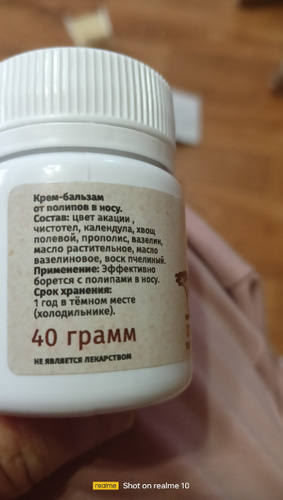 Крем-бальзам
от полипов в носу.
Состав: цвет акации ,
чистотел, календула, хвощ
полевой, прополис, вазелин,
масло растительное, масло
вазелиновое, воск пчелиный.
Применение: Эффективно
борется с полипами в носу.
Срок хранения:
1 год в тёмном месте
(холодильнике).
40 грамм
НЕ ЯВЛЯЕТСЯ ЛЕКАРСТВОМ
realme Shot on realme 10